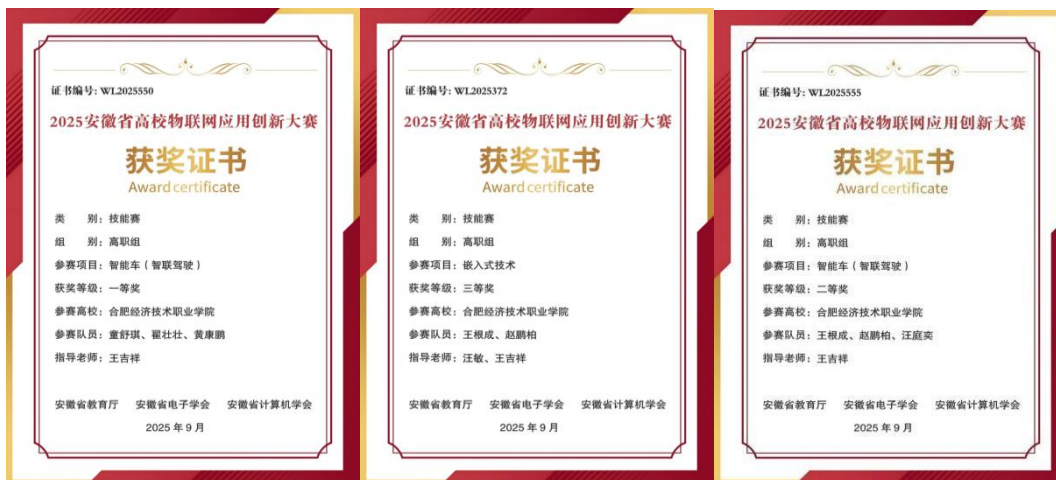 证书编号: WL2025550
2025安徽省高校物联网应用创新大赛
获奖证书
Award certificate
类 别：技能赛
组 别：高职组
参赛项目：智能车（智联驾驶）
获奖等级：一等奖
参赛高校：合肥经济技术职业学院
参赛队员：童舒琪、翟壮壮、黄康鹏
指导老师：王吉祥
安徽省教育厅 安徽省电子学会 安徽省计算机学会
2025 年 9 月
证书编号: WL2025372
2025安徽省高校物联网应用创新大赛
获奖证书
Award certificate
类 别：技能赛
组 别：高职组
参赛项目：嵌入式技术
获奖等级：三等奖
参赛高校：合肥经济技术职业学院
参赛队员：王根成、赵鹏柏
指导老师：汪敏、王吉祥
安徽省教育厅 安徽省电子学会 安徽省计算机学会
2025 年 9 月
证书编号: WL2025555
2025安徽省高校物联网应用创新大赛
获奖证书
Award certificate
类 别：技能赛
组 别：高职组
参赛项目：智能车（智联驾驶）
获奖等级：二等奖
参赛高校：合肥经济技术职业学院
参赛队员：王根成、赵鹏柏、汪庭奕
指导老师：王吉祥
安徽省教育厅 安徽省电子学会 安徽省计算机学会
2025 年 9 月